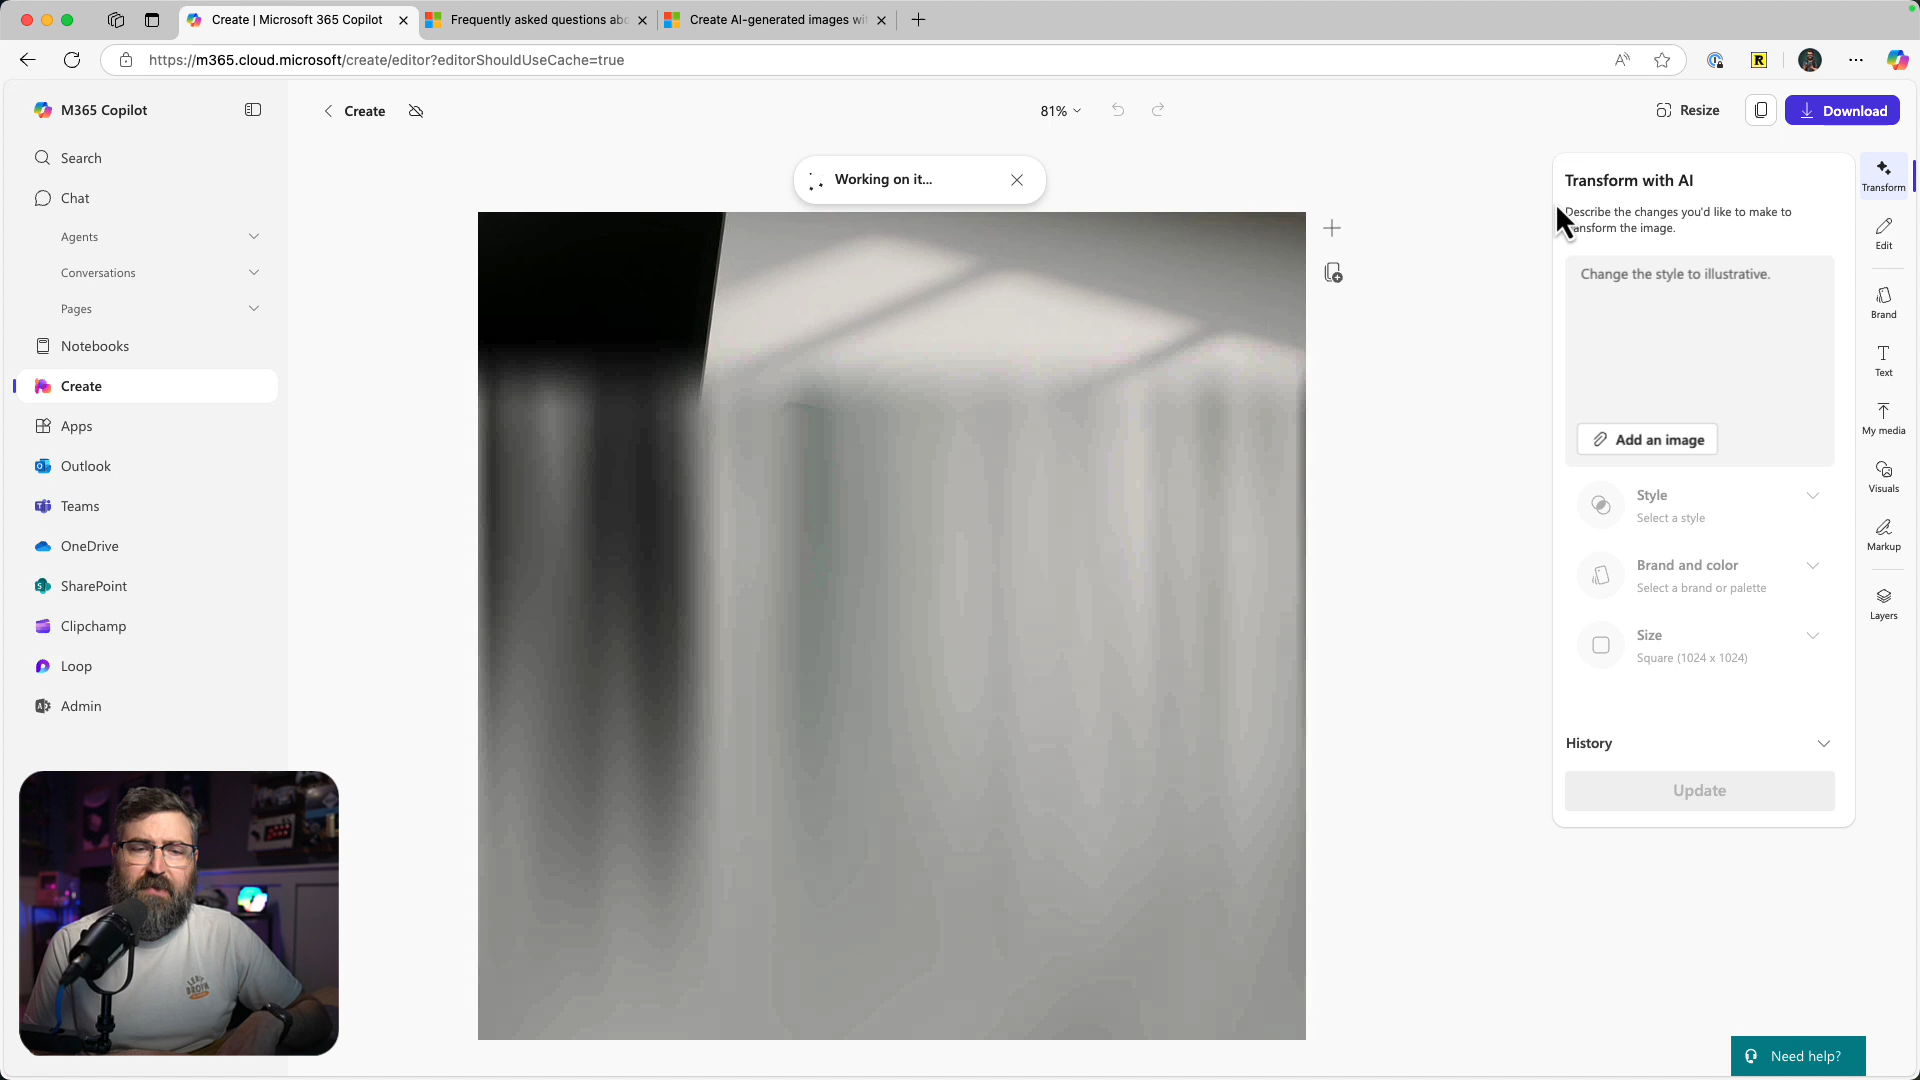 Create | Microsoft 365 Copilot
Frequently asked questions abo
Create AI-generated images wi
https://m365.cloud.microsoft/create/editor?editorShouldUseCache=true
M365 Copilot
Search
Chat
Agents
Conversations
Pages
Notebooks
Create
Apps
Outlook
Teams
OneDrive
SharePoint
Clipchamp
Loop
Admin
Create
81%
Resize
Download
Working on it...
Transform with AI
Describe the changes you'd like to make to
transform the image.
Change the style to illustrative.
Add an image
Style
Select a style
Brand and color
Select a brand or palette
Size
Square (1024 x 1024)
History
Update
Transform
Edit
Brand
Text
My media
Visuals
Markup
Layers
Need help?